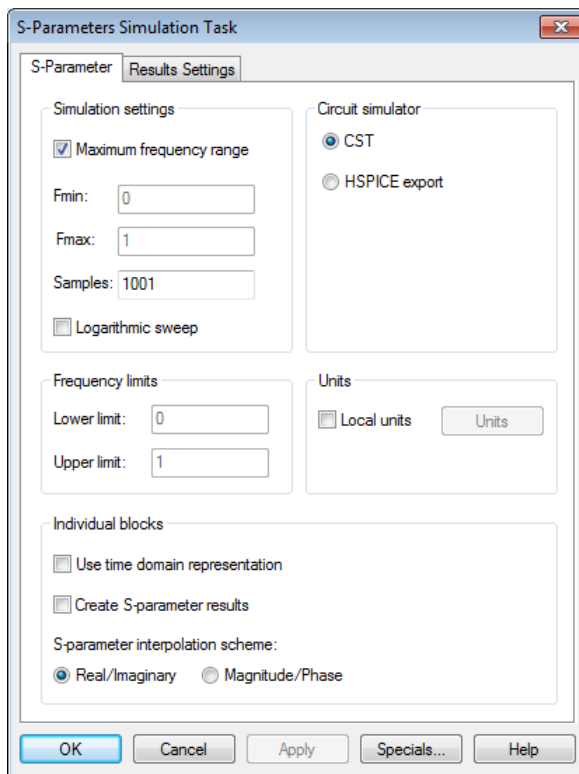 S-Parameters Simulation Task
S-Parameter Results Settings
Simulation settings
Maximum frequency range
Fmin: 0
Fmax: 1
Samples: 1001
Logarithmic sweep
Circuit simulator
CST
HSPICE export
Frequency limits
Lower limit: 0
Upper limit: 1
Units
Local units Units
Individual blocks
Use time domain representation
Create S-parameter results
S-parameter interpolation scheme:
Real/Imaginary Magnitude/Phase
OK Cancel Apply Specials... Help